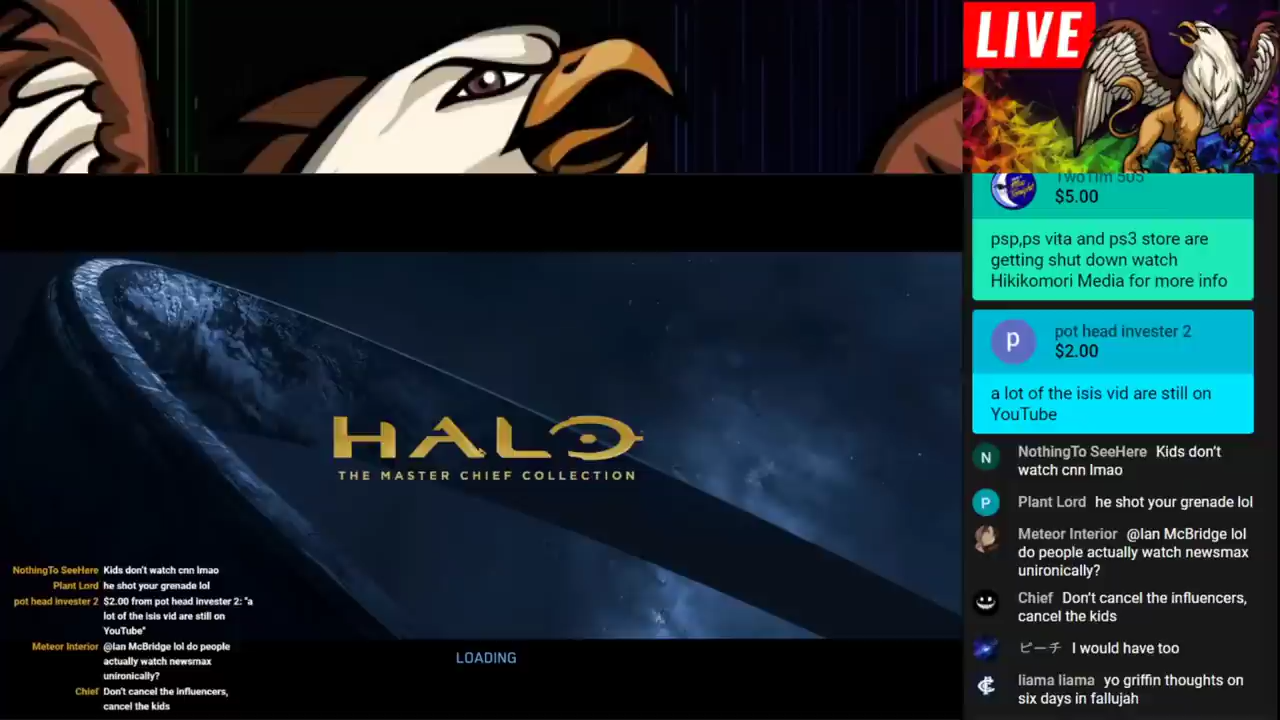 LIVE
TwoTim 505
$5.00
psp,ps vita and ps3 store are
getting shut down watch
Hikikomori Media for more info
pot head invester 2
$2.00
a lot of the isis vid are still on
YouTube
NothingTo SeeHere Kids don't
watch cnn lmao
Plant Lord he shot your grenade lol
Meteor Interior @Ian McBridge lol
do people actually watch newsmax
unironically?
Chief Don't cancel the influencers,
cancel the kids
ピーチ I would have too
liama liama yo griffin thoughts on
six days in fallujah
HALO
THE MASTER CHIEF COLLECTION
LOADING
NothingTo SeeHere Kids don't watch cnn lmao
Plant Lord he shot your grenade lol
pot head invester 2 $2.00 from pot head invester 2: "a
lot of the isis vid are still on
YouTube"
Meteor Interior @Ian McBridge lol do people
actually watch newsmax
unironically?
Chief Don't cancel the influencers,
cancel the kids